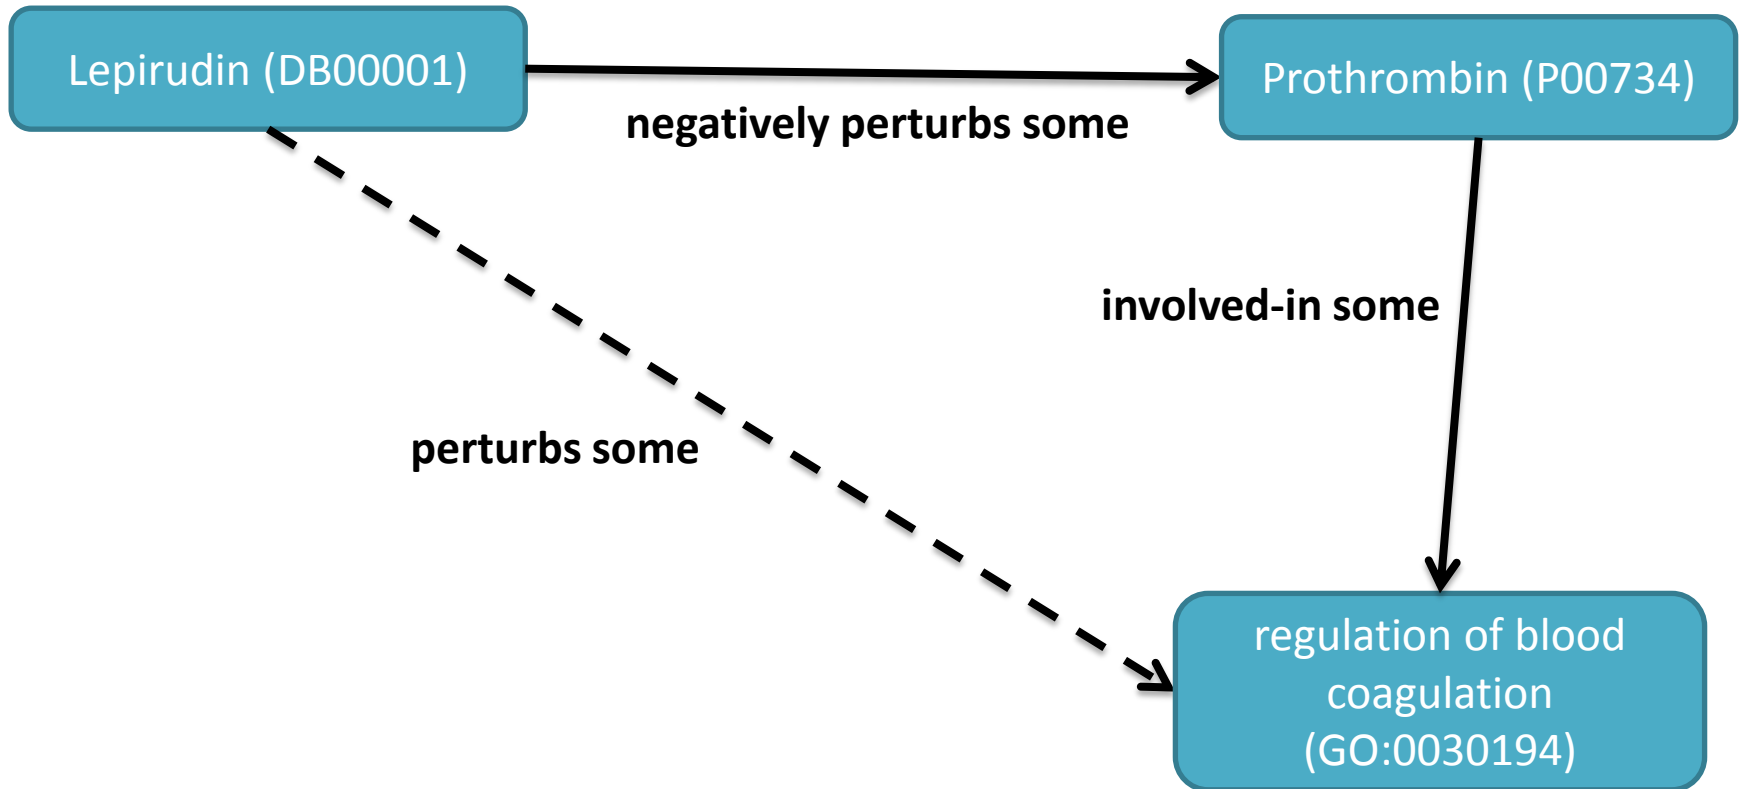 Lepirudin (DB00001)
Prothrombin (P00734)
negatively perturbs some
involved-in some
perturbs some
regulation of blood
coagulation
(GO:0030194)